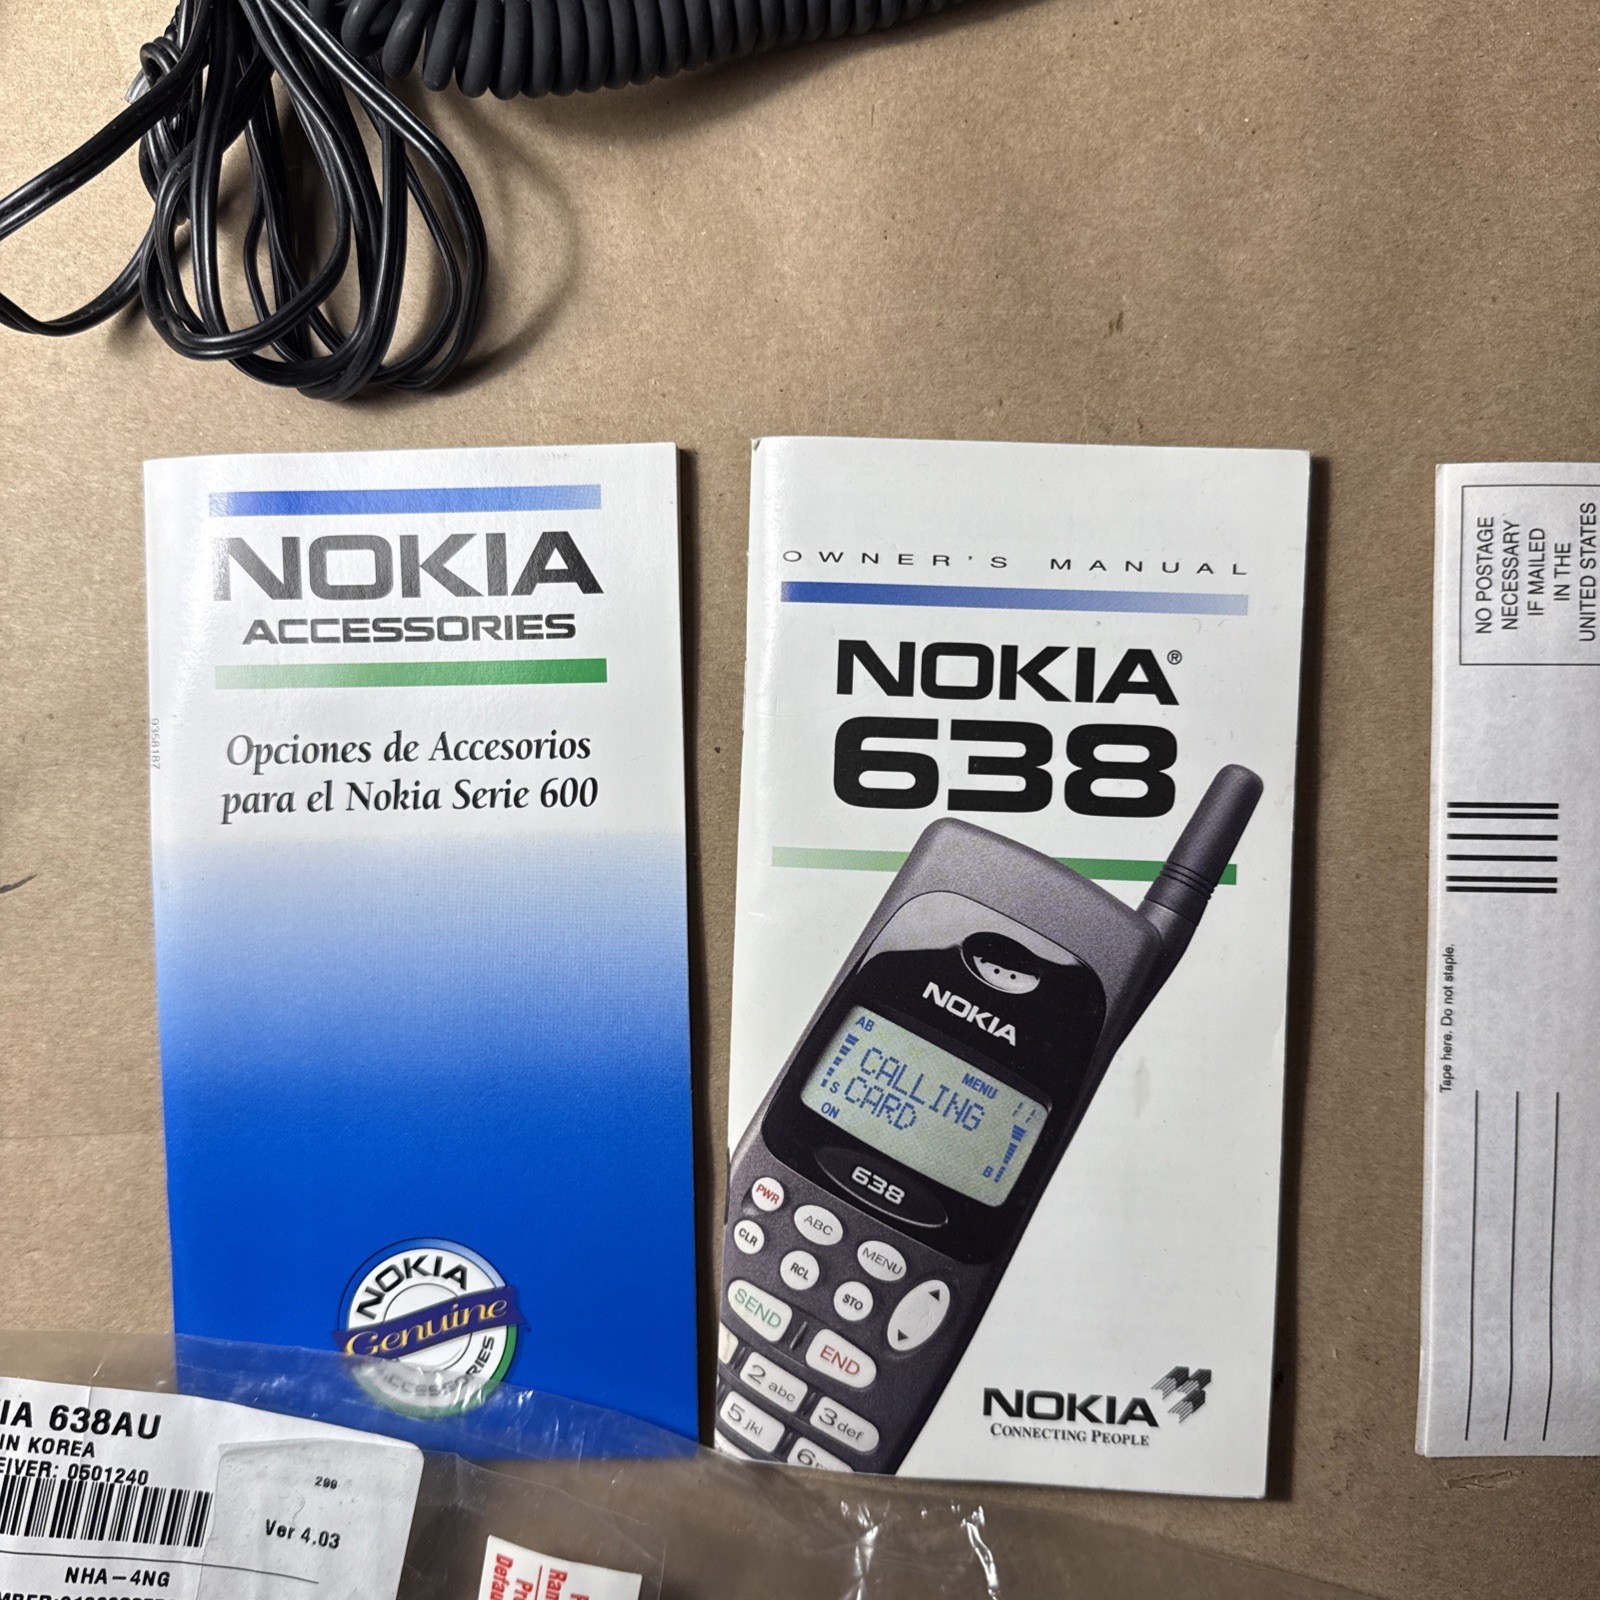 NOKIA
ACCESSORIES
Opciones de Accesorios
para el Nokia Serie 600
9358187
NOKIA
Genuine
ACCESSORIES
OWNER'S MANUAL
NOKIA®
638
NOKIA
AB
MENU 11
CALLING
CARD
S
ON
B
638
PWR
ABC
MENU
CLR
RCL
STO
SEND
END
2 abc
3 def
5 jkl
6
NOKIA
CONNECTING PEOPLE
NO POSTAGE
NECESSARY
IF MAILED
IN THE
UNITED STATES
Tape here. Do not staple.
638AU
IN KOREA
0501240
299
Ver 4.03
NHA-4NG